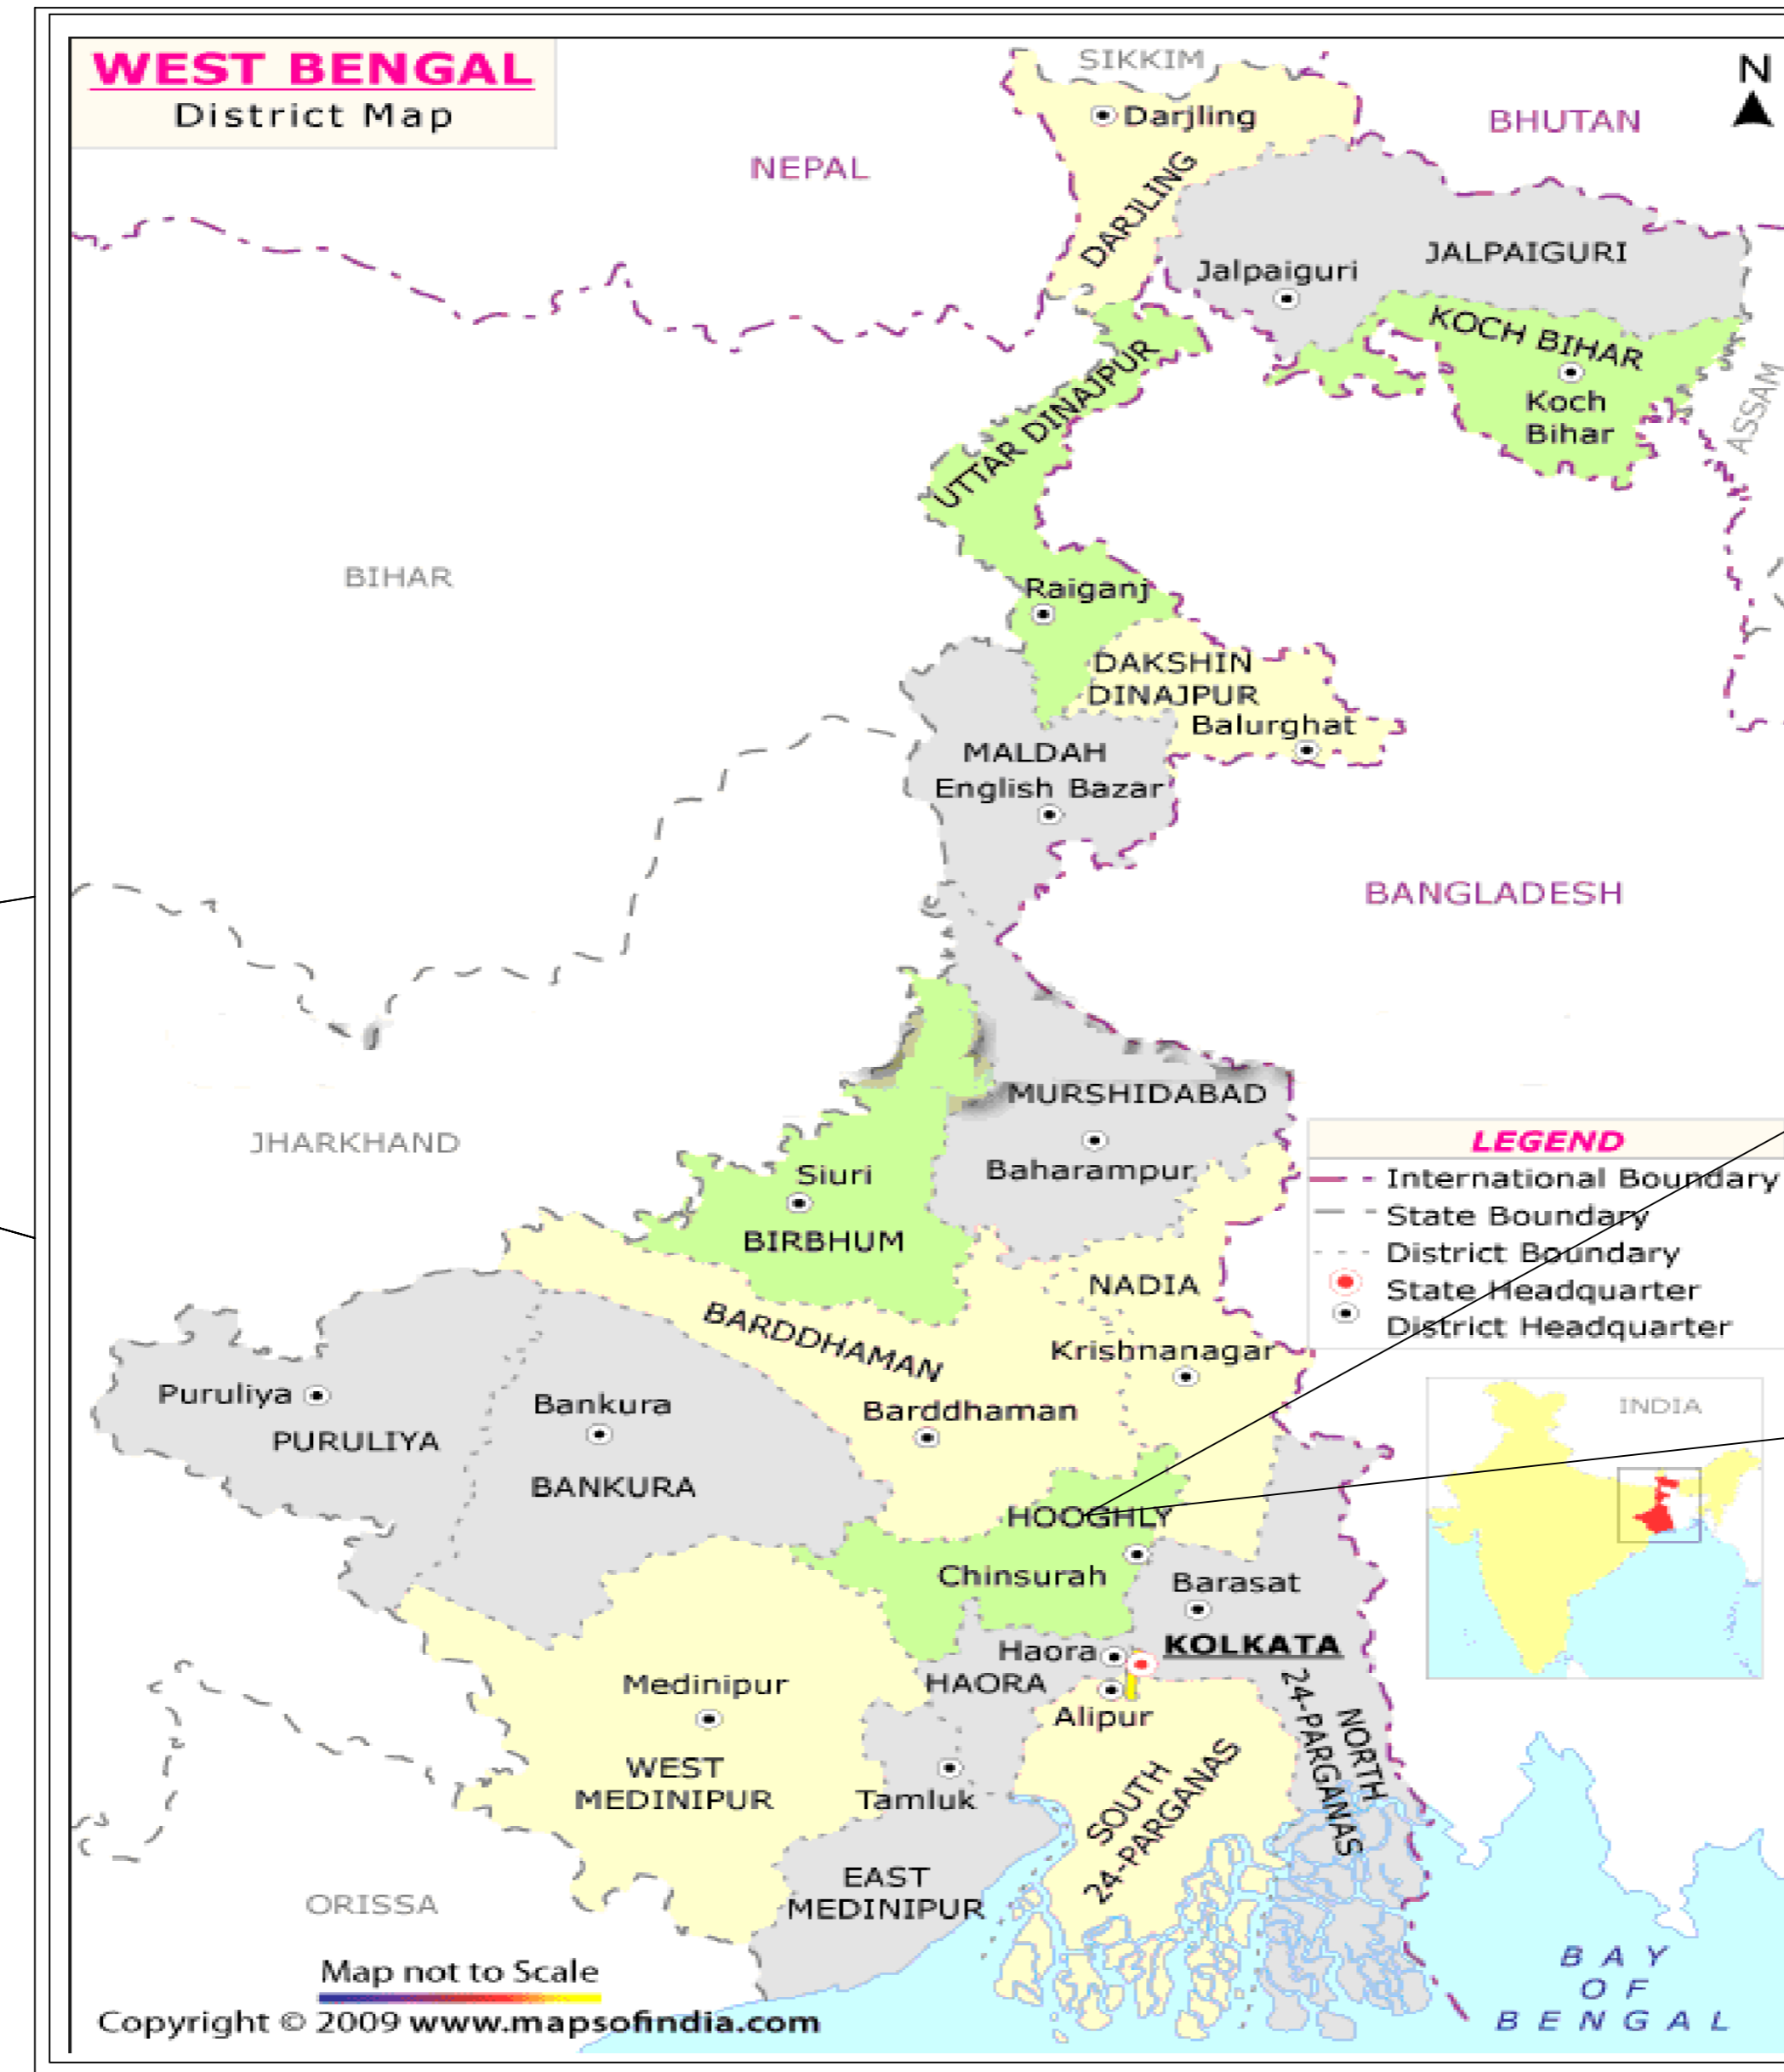 WEST BENGAL
District Map
SIKKIM
N
Darjling
BHUTAN
NEPAL
DARJLING
JALPAIGURI
Jalpaiguri
KOCH BIHAR
Koch
Bihar
ASSAM
UTTAR DINAJPUR
BIHAR
Raiganj
DAKSHIN
DINAJPUR
Balurghat
MALDAH
English Bazar
BANGLADESH
MURSHIDABAD
Baharampur
JHARKHAND
Siuri
BIRBHUM
LEGEND
International Boundary
State Boundary
District Boundary
State Headquarter
District Headquarter
NADIA
BARDDHAMAN
Krishnanagar
Puruliya
PURULIYA
Bankura
BANKURA
Barddhaman
INDIA
HOOGHLY
Chinsurah
Barasat
Haora
KOLKATA
HAORA
Medinipur
Alipur
WEST
MEDINIPUR
Tamluk
SOUTH
24-PARGANAS
NORTH
24-PARGANAS
EAST
MEDINIPUR
ORISSA
BAY
OF
BENGAL
Map not to Scale
Copyright © 2009 www.mapsofindia.com